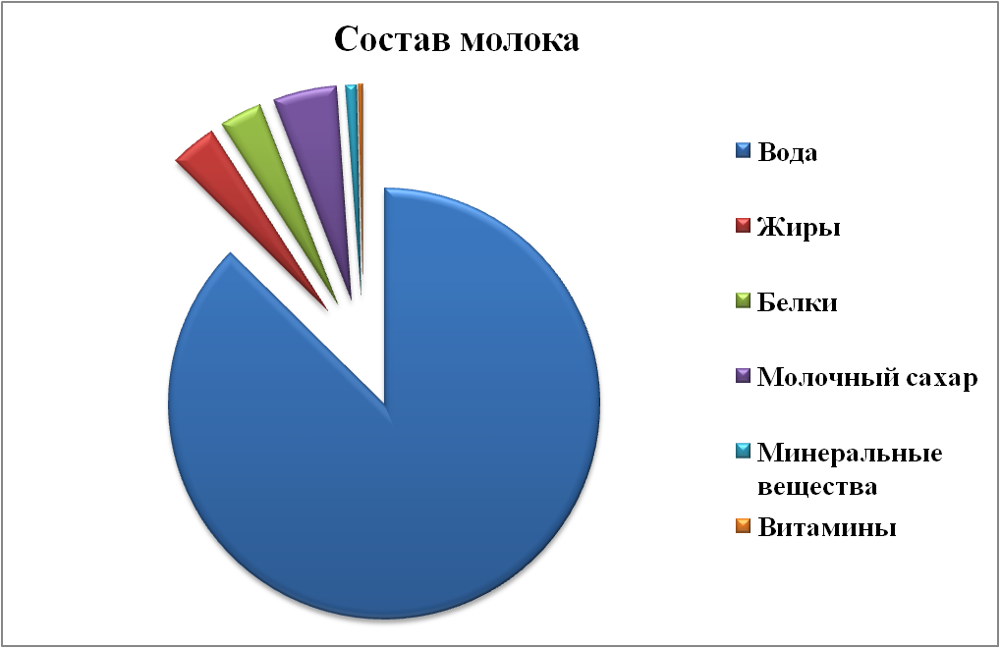 Состав молока
Вода
Жиры
Белки
Молочный сахар
Минеральные
вещества
Витамины